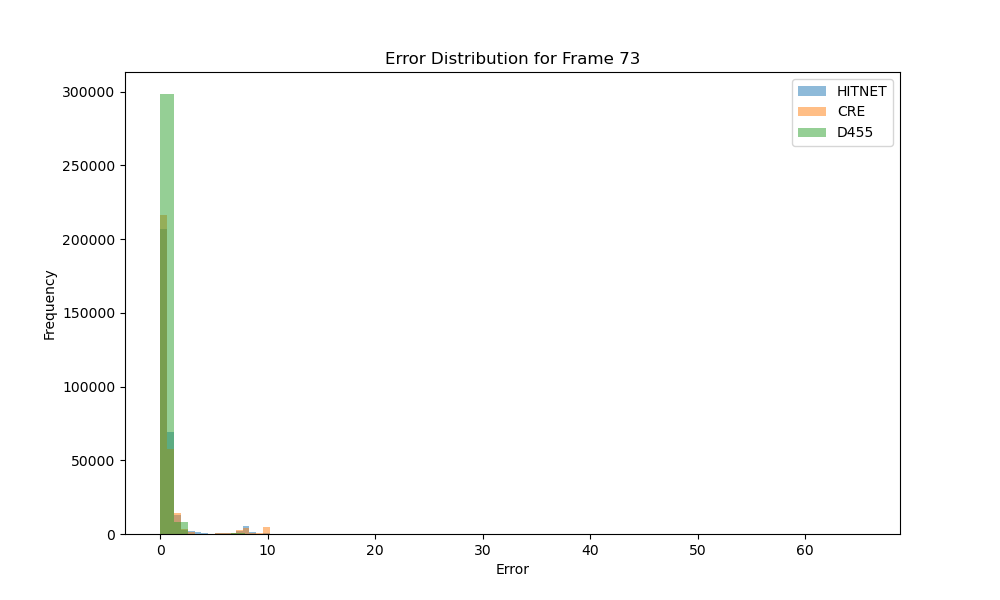 Error Distribution for Frame 73
HITNET
CRE
D455
300000
250000
200000
150000
100000
50000
0
Frequency
0 10 20 30 40 50 60
Error